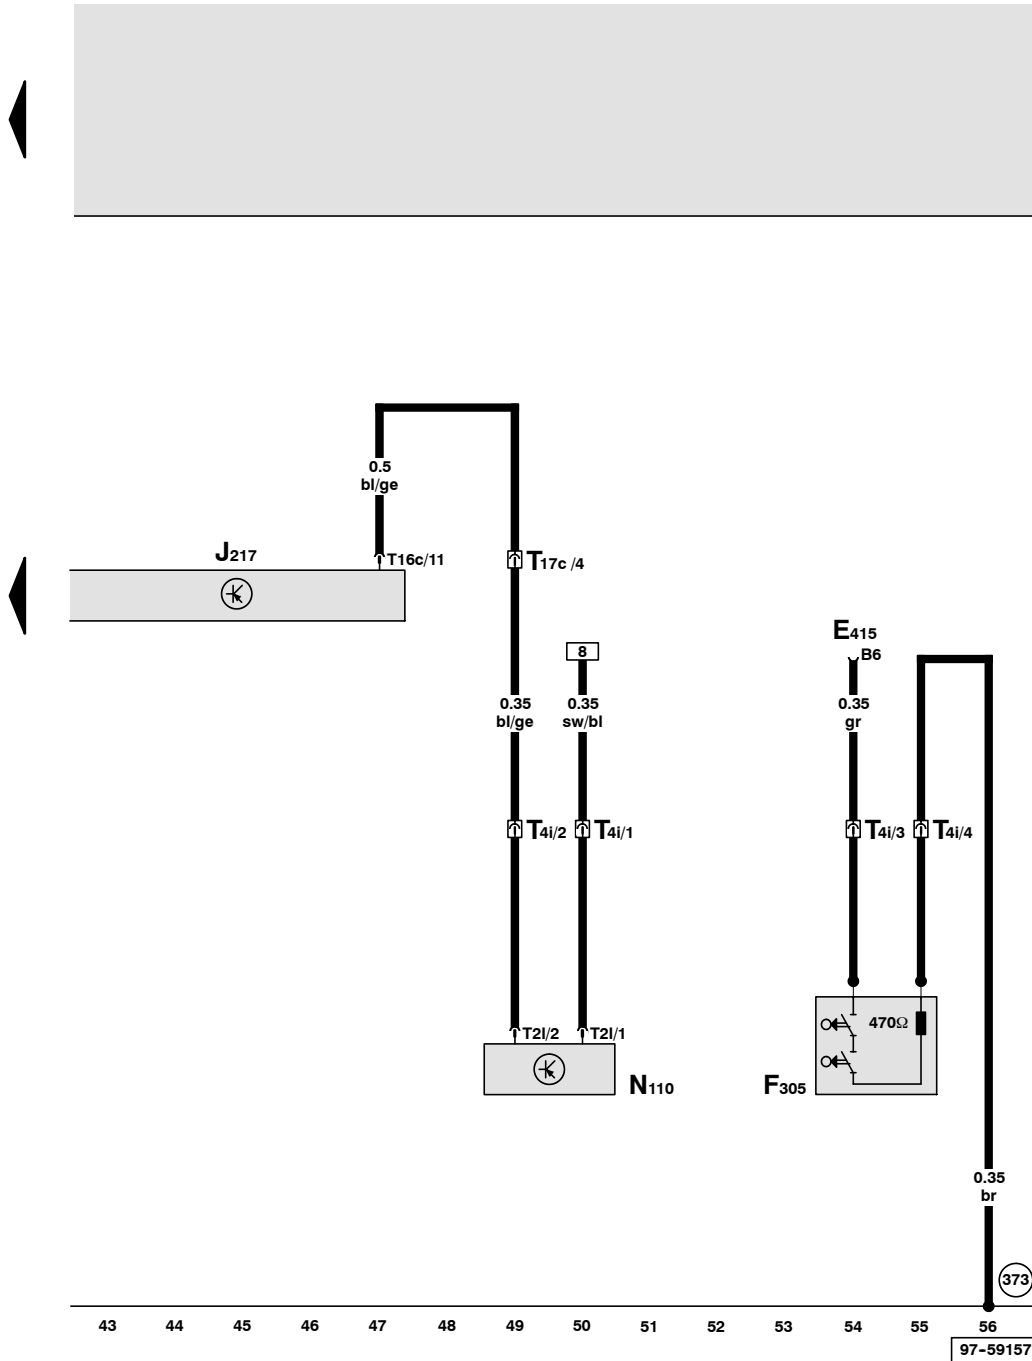 0.5
bl/ge
J217
T16c/11
T17c /4
E415
B6
8
0.35
bl/ge
0.35
sw/bl
0.35
gr
T4i/2
T4i/1
T4i/3
T4i/4
470Ω
T2l/2
T2l/1
N110
F305
0.35
br
373
43 44 45 46 47 48 49 50 51 52 53 54 55 56
97-59157